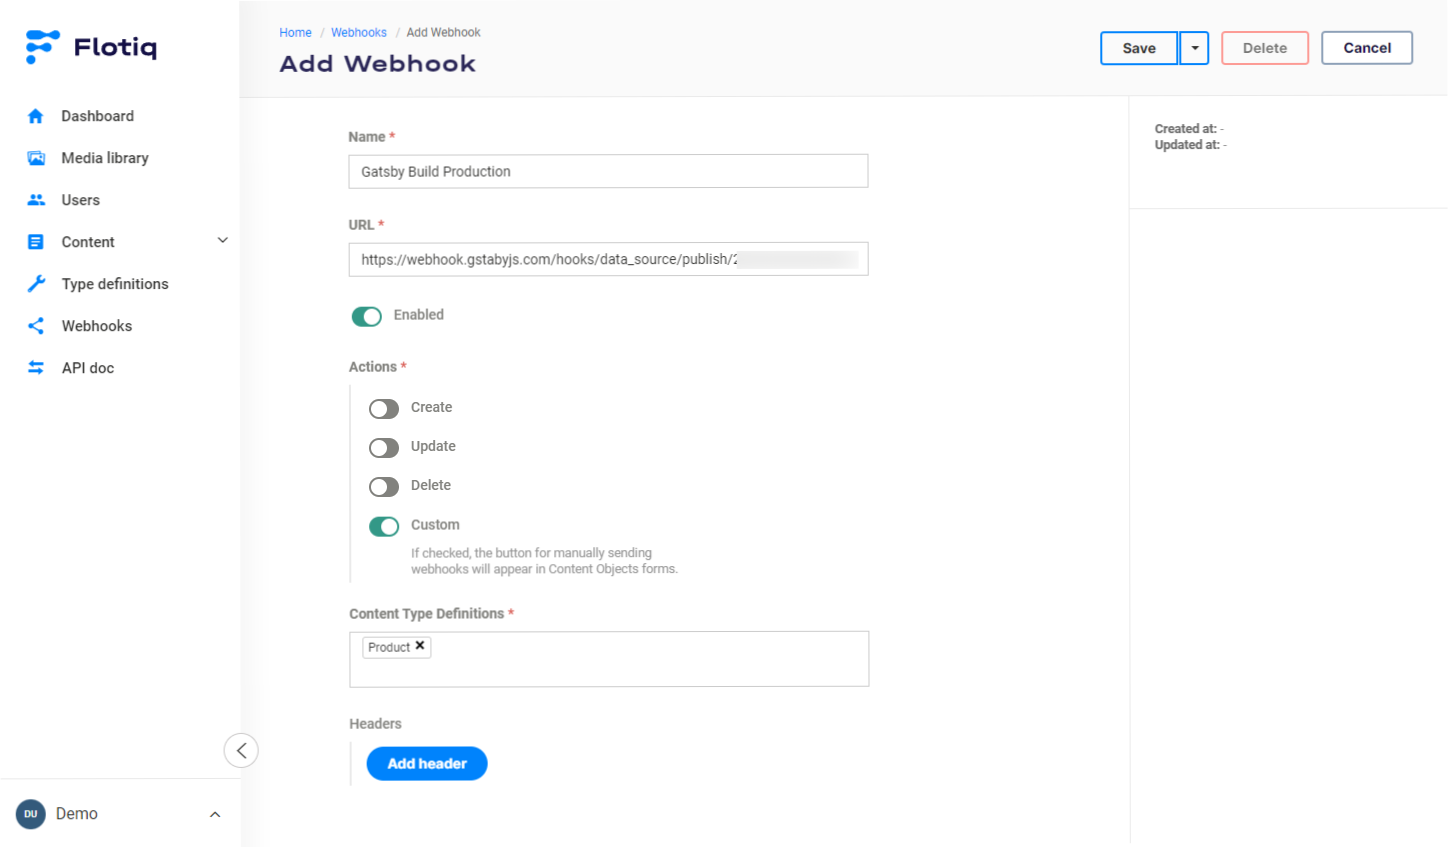 Flotiq
Dashboard
Media library
Users
Content
Type definitions
Webhooks
API doc
DU Demo
Home / Webhooks / Add Webhook
Add Webhook
Save
Delete
Cancel
Name *
Gatsby Build Production
URL *
https://webhook.gstabyjs.com/hooks/data_source/publish/2
Enabled
Actions *
Create
Update
Delete
Custom
If checked, the button for manually sending
webhooks will appear in Content Objects forms.
Content Type Definitions *
Product ✕
Headers
Add header
Created at: -
Updated at: -